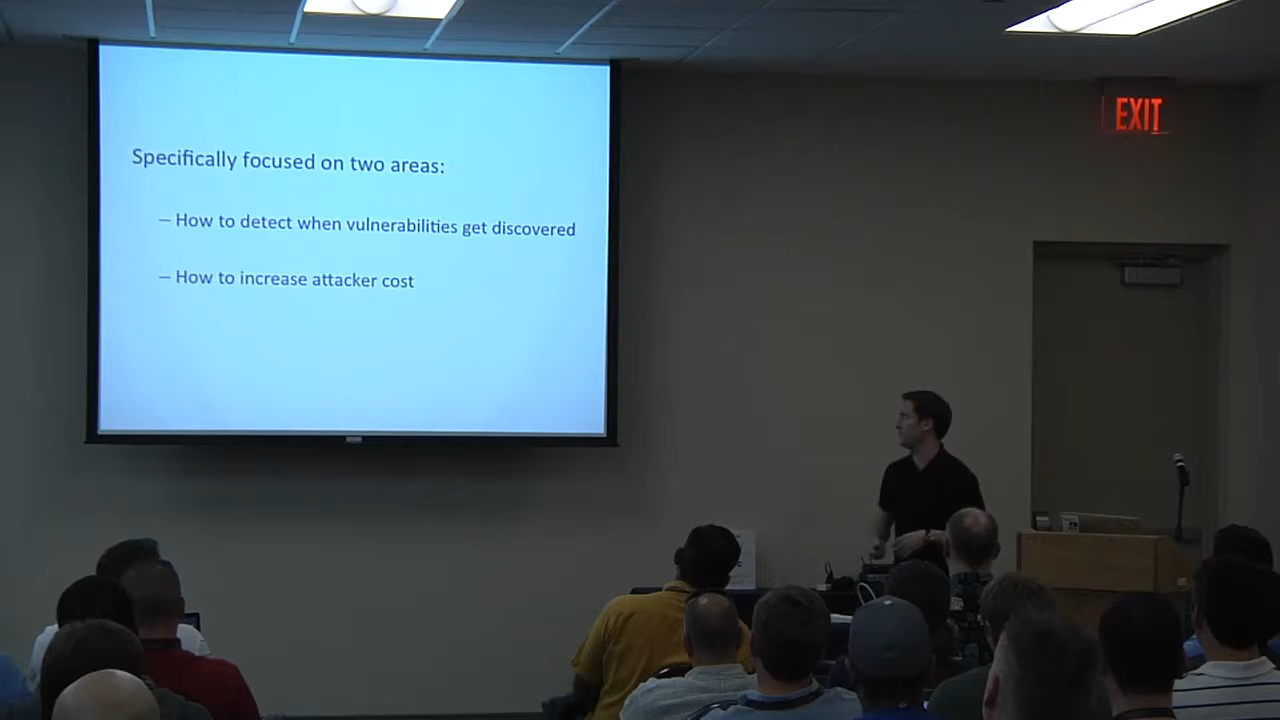 Specifically focused on two areas:
– How to detect when vulnerabilities get discovered
– How to increase attacker cost
EXIT